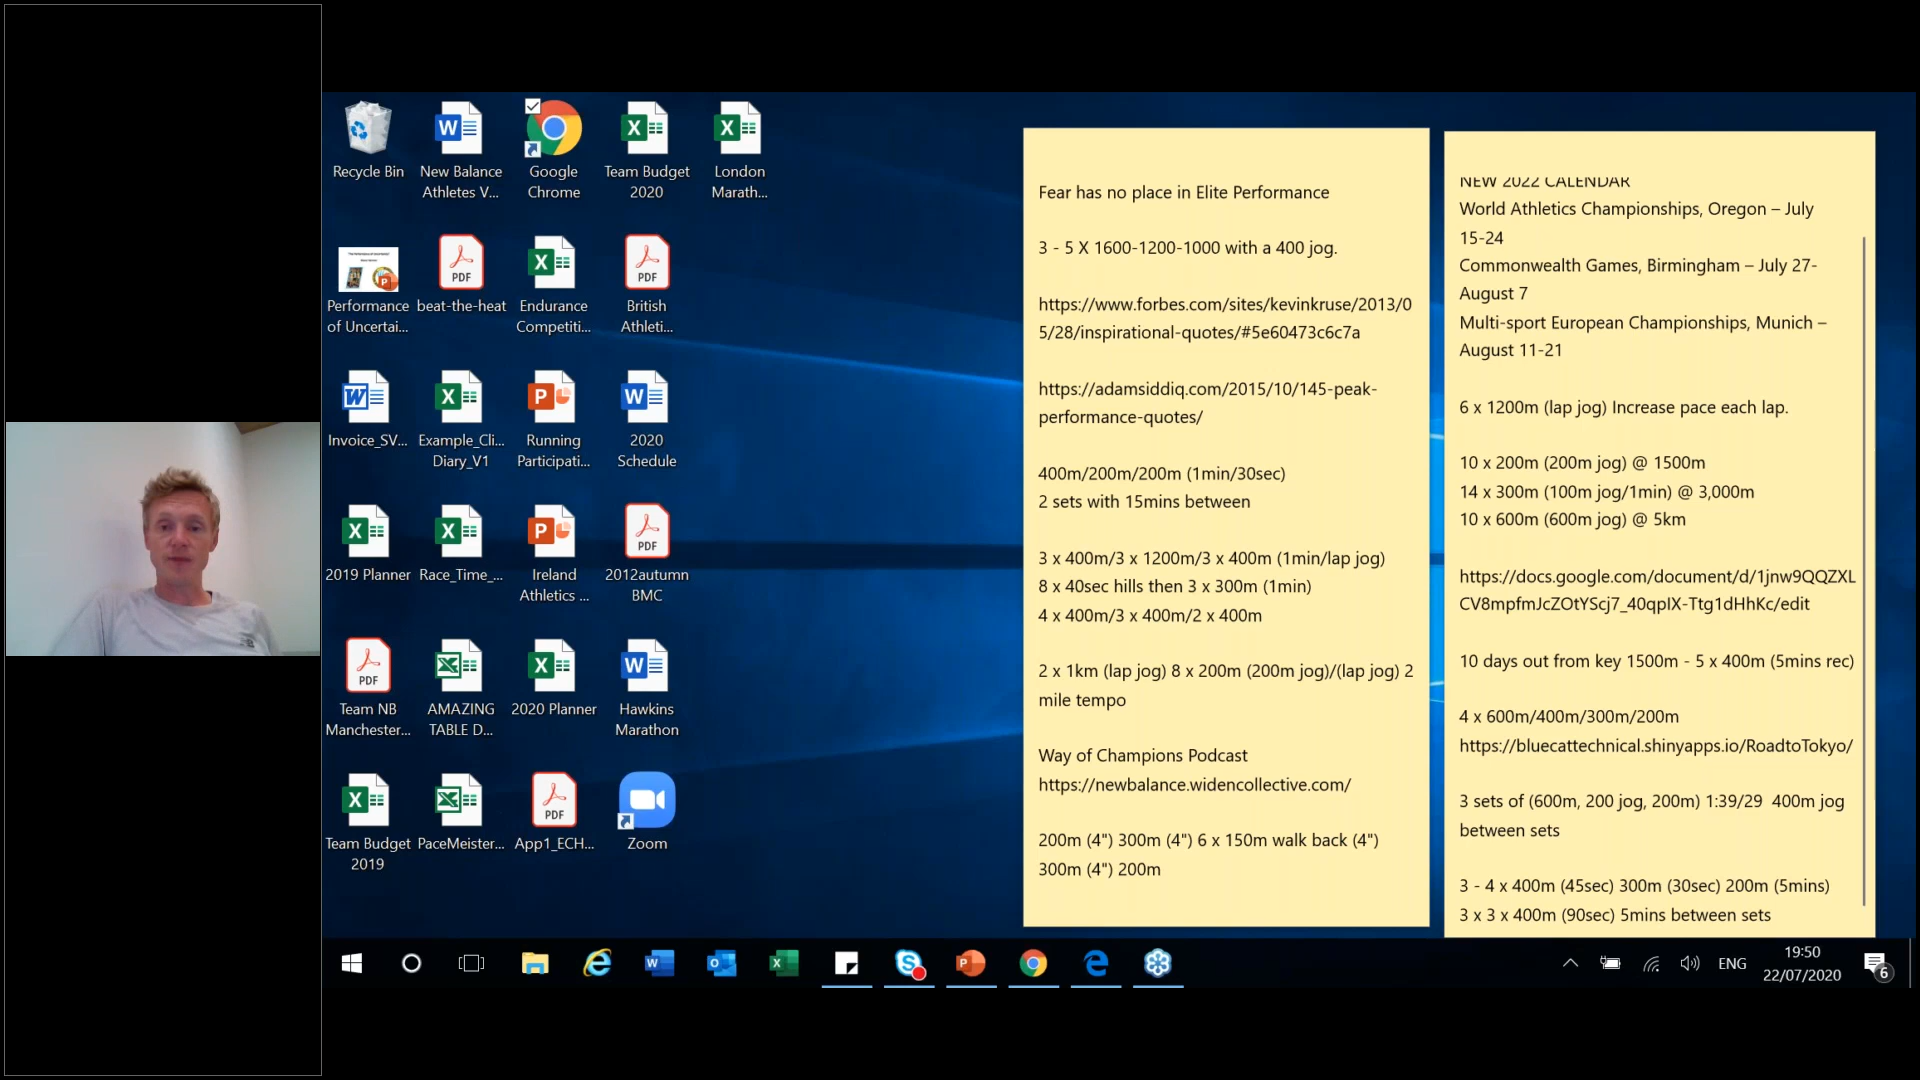 Recycle Bin
New Balance
Athletes V...
Google
Chrome
Team Budget
2020
London
Marath...
Performance
of Uncertai...
beat-the-heat
Endurance
Competiti...
British
Athleti...
Invoice_SV...
Example_Cli...
Diary_V1
Running
Participati...
2020
Schedule
2019 Planner
Race_Time_...
Ireland
Athletics ...
2012autumn
BMC
Team NB
Manchester...
AMAZING
TABLE D...
2020 Planner
Hawkins
Marathon
Team Budget
2019
PaceMeister...
App1_ECH...
Zoom
PDF
PDF
PDF
PDF
PDF
Fear has no place in Elite Performance
3 - 5 X 1600-1200-1000 with a 400 jog.
https://www.forbes.com/sites/kevinkruse/2013/0
5/28/inspirational-quotes/#5e60473c6c7a
https://adamsiddiq.com/2015/10/145-peak-
performance-quotes/
400m/200m/200m (1min/30sec)
2 sets with 15mins between
3 x 400m/3 x 1200m/3 x 400m (1min/lap jog)
8 x 40sec hills then 3 x 300m (1min)
4 x 400m/3 x 400m/2 x 400m
2 x 1km (lap jog) 8 x 200m (200m jog)/(lap jog) 2
mile tempo
Way of Champions Podcast
https://newbalance.widencollective.com/
200m (4") 300m (4") 6 x 150m walk back (4")
300m (4") 200m
NEW 2022 CALENDAR
World Athletics Championships, Oregon – July
15-24
Commonwealth Games, Birmingham – July 27-
August 7
Multi-sport European Championships, Munich –
August 11-21
6 x 1200m (lap jog) Increase pace each lap.
10 x 200m (200m jog) @ 1500m
14 x 300m (100m jog/1min) @ 3,000m
10 x 600m (600m jog) @ 5km
https://docs.google.com/document/d/1jnw9QQZXL
CV8mpfmJcZOtYScj7_40qpIX-Ttg1dHhKc/edit
10 days out from key 1500m - 5 x 400m (5mins rec)
4 x 600m/400m/300m/200m
https://bluecattechnical.shinyapps.io/RoadtoTokyo/
3 sets of (600m, 200 jog, 200m) 1:39/29 400m jog
between sets
3 - 4 x 400m (45sec) 300m (30sec) 200m (5mins)
3 x 3 x 400m (90sec) 5mins between sets
ENG
19:50
22/07/2020
6